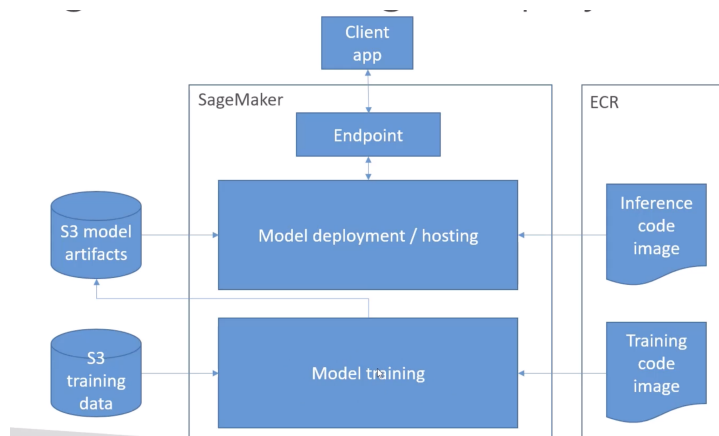 Client
app
SageMaker
ECR
Endpoint
S3 model
artifacts
Model deployment / hosting
Inference
code
image
S3
training
data
Model training
Training
code
image